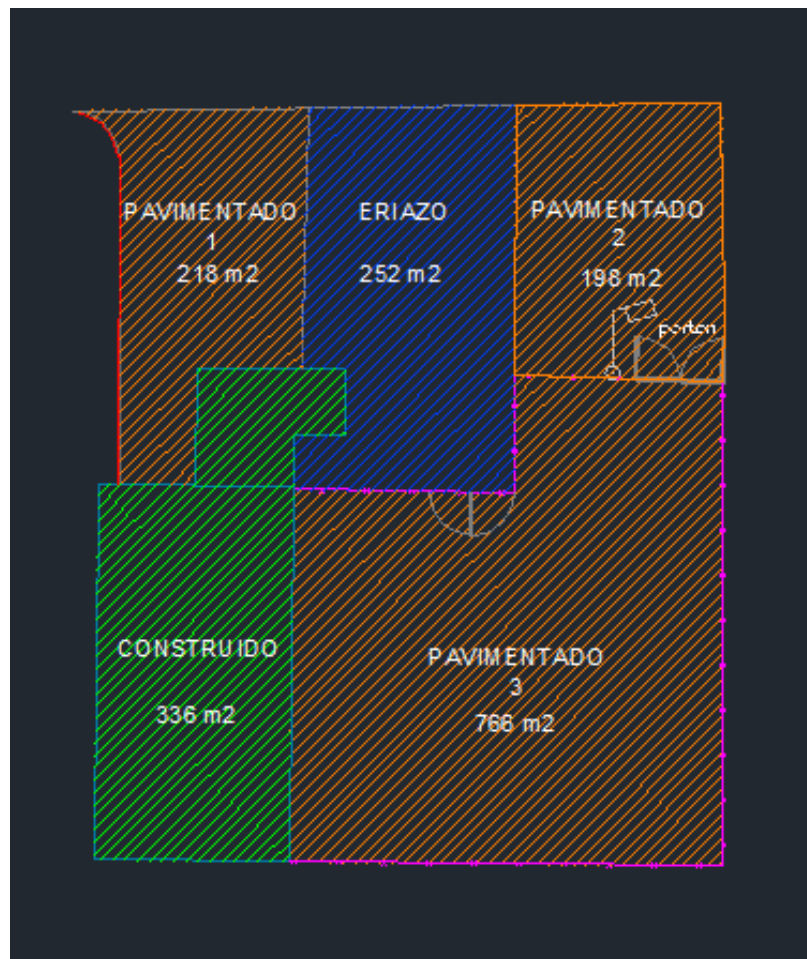 PAVIMENTADO
1
218 m2
ERIAZO
252 m2
PAVIMENTADO
2
198 m2
porton
CONSTRUIDO
336 m2
PAVIMENTADO
3
766 m2